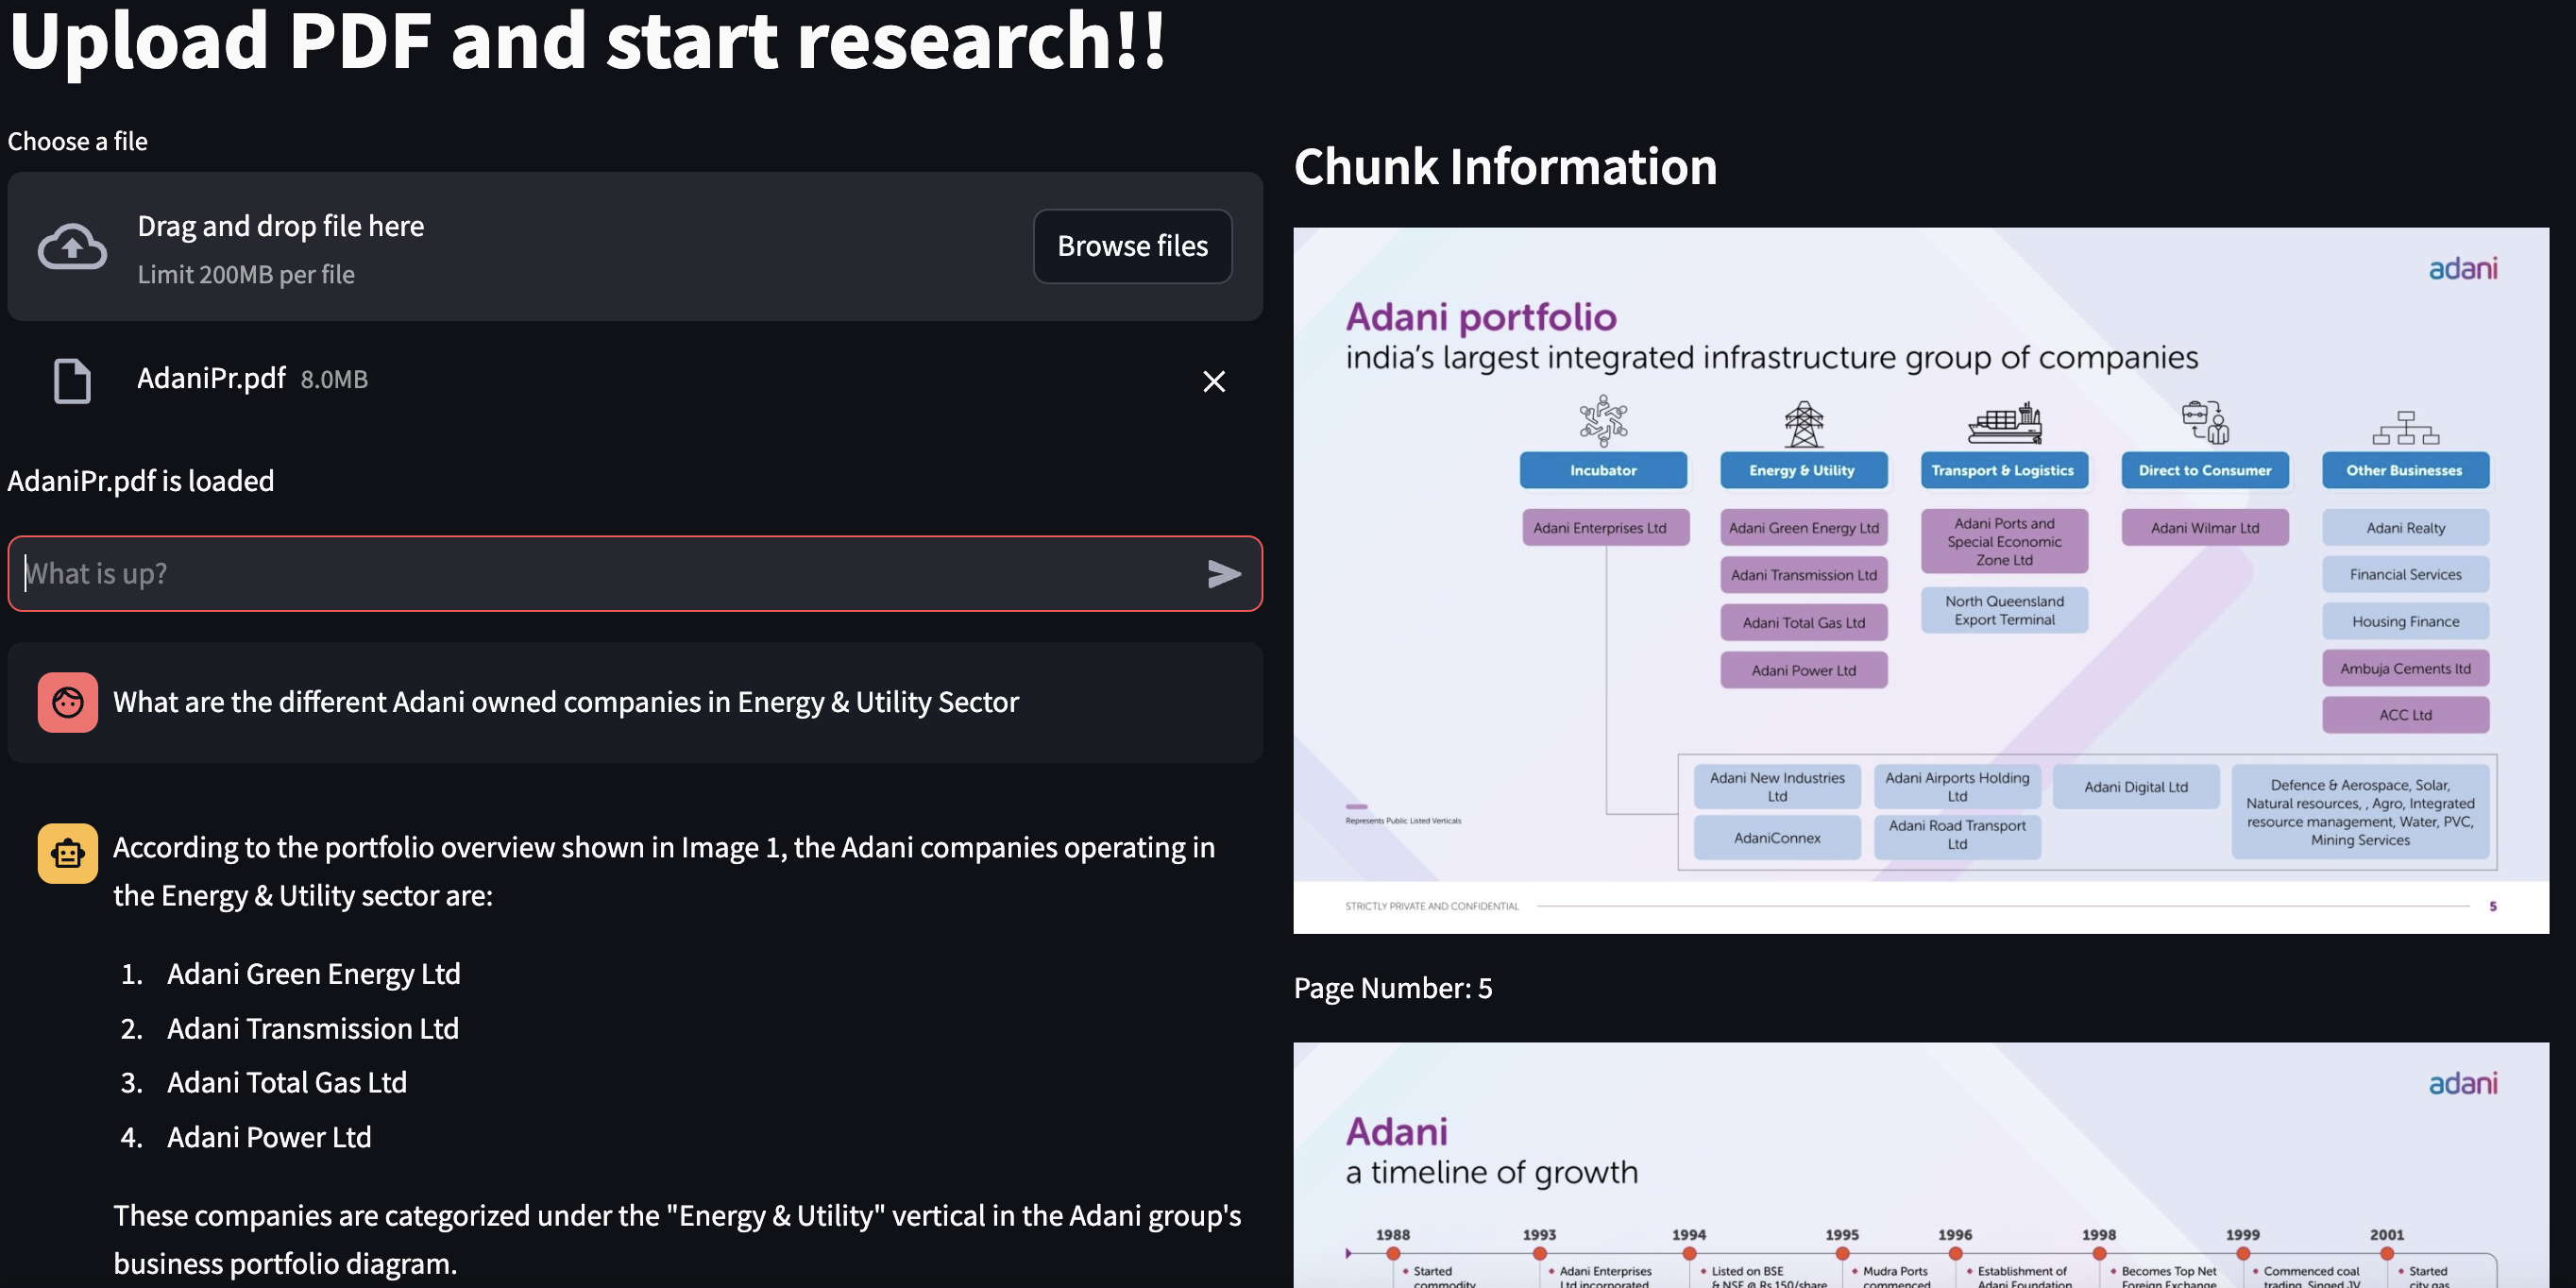 Upload PDF and start research!!
Choose a file
Drag and drop file here
Limit 200MB per file
Browse files
AdaniPr.pdf 8.0MB
AdaniPr.pdf is loaded
What is up?
What are the different Adani owned companies in Energy & Utility Sector
According to the portfolio overview shown in Image 1, the Adani companies operating in
the Energy & Utility sector are:
1. Adani Green Energy Ltd
2. Adani Transmission Ltd
3. Adani Total Gas Ltd
4. Adani Power Ltd
These companies are categorized under the "Energy & Utility" vertical in the Adani group's
business portfolio diagram.
Chunk Information
adani
Adani portfolio
india's largest integrated infrastructure group of companies
Incubator
Adani Enterprises Ltd
Energy & Utility
Adani Green Energy Ltd
Adani Transmission Ltd
Adani Total Gas Ltd
Adani Power Ltd
Transport & Logistics
Adani Ports and
Special Economic
Zone Ltd
North Queensland
Export Terminal
Direct to Consumer
Adani Wilmar Ltd
Other Businesses
Adani Realty
Financial Services
Housing Finance
Ambuja Cements ltd
ACC Ltd
Adani New Industries
Ltd
AdaniConnex
Adani Airports Holding
Ltd
Adani Road Transport
Ltd
Adani Digital Ltd
Defence & Aerospace, Solar,
Natural resources, , Agro, Integrated
resource management, Water, PVC,
Mining Services
Represents Public Listed Verticals
STRICTLY PRIVATE AND CONFIDENTIAL
5
Page Number: 5
adani
Adani
a timeline of growth
1988 1993 1994 1995 1996 1998 1999 2001
Started
commodity
Adani Enterprises
Ltd incorporated
Listed on BSE
& NSE @ Rs 150/share
Mudra Ports
commenced
Establishment of
Adani Foundation
Becomes Top Net
Foreign Exchange
Commenced coal
trading, Singed JV
Started
city gas